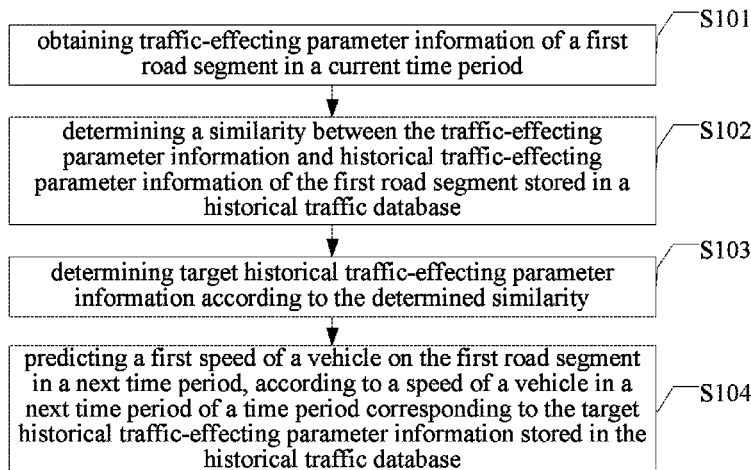 S101
obtaining traffic-effecting parameter information of a first
road segment in a current time period
S102
determining a similarity between the traffic-effecting
parameter information and historical traffic-effecting
parameter information of the first road segment stored in a
historical traffic database
S103
determining target historical traffic-effecting parameter
information according to the determined similarity
S104
predicting a first speed of a vehicle on the first road segment
in a next time period, according to a speed of a vehicle in a
next time period of a time period corresponding to the target
historical traffic-effecting parameter information stored in the
historical traffic database